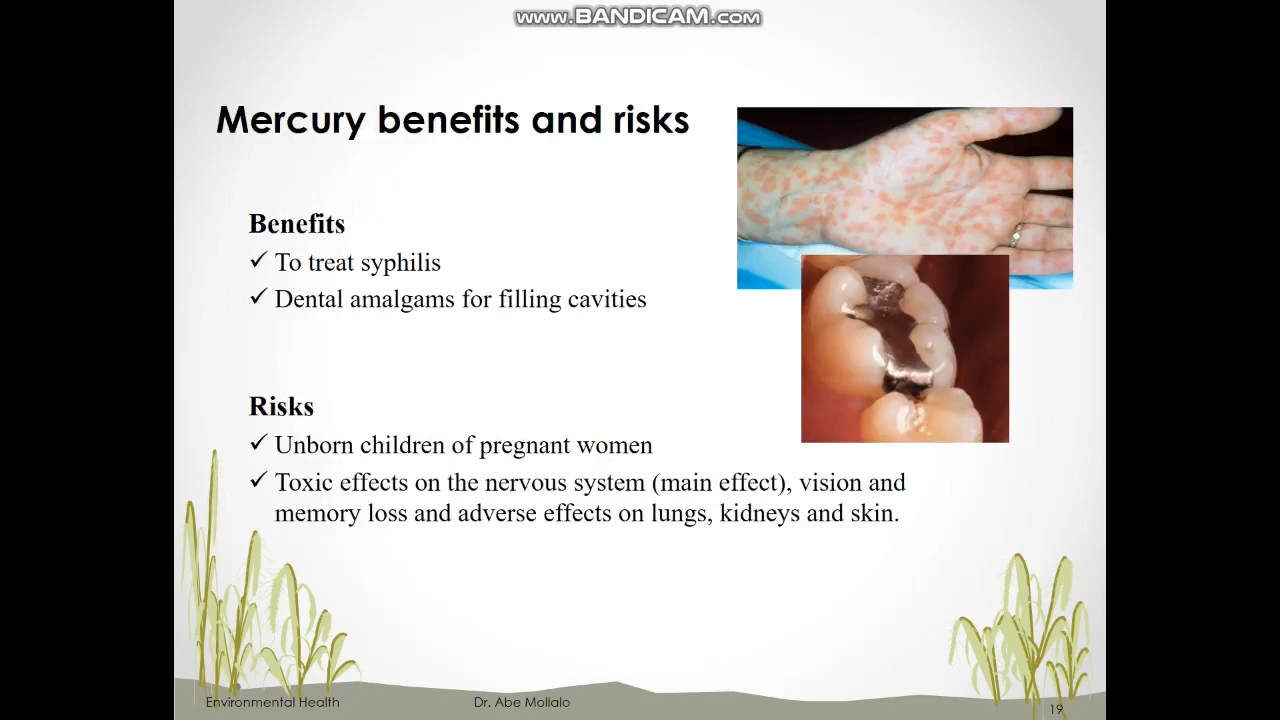 www.BANDICAM.com
Mercury benefits and risks
Benefits
✓ To treat syphilis
✓ Dental amalgams for filling cavities
Risks
✓ Unborn children of pregnant women
✓ Toxic effects on the nervous system (main effect), vision and
memory loss and adverse effects on lungs, kidneys and skin.
Environmental Health
Dr. Abe Mollalo
19